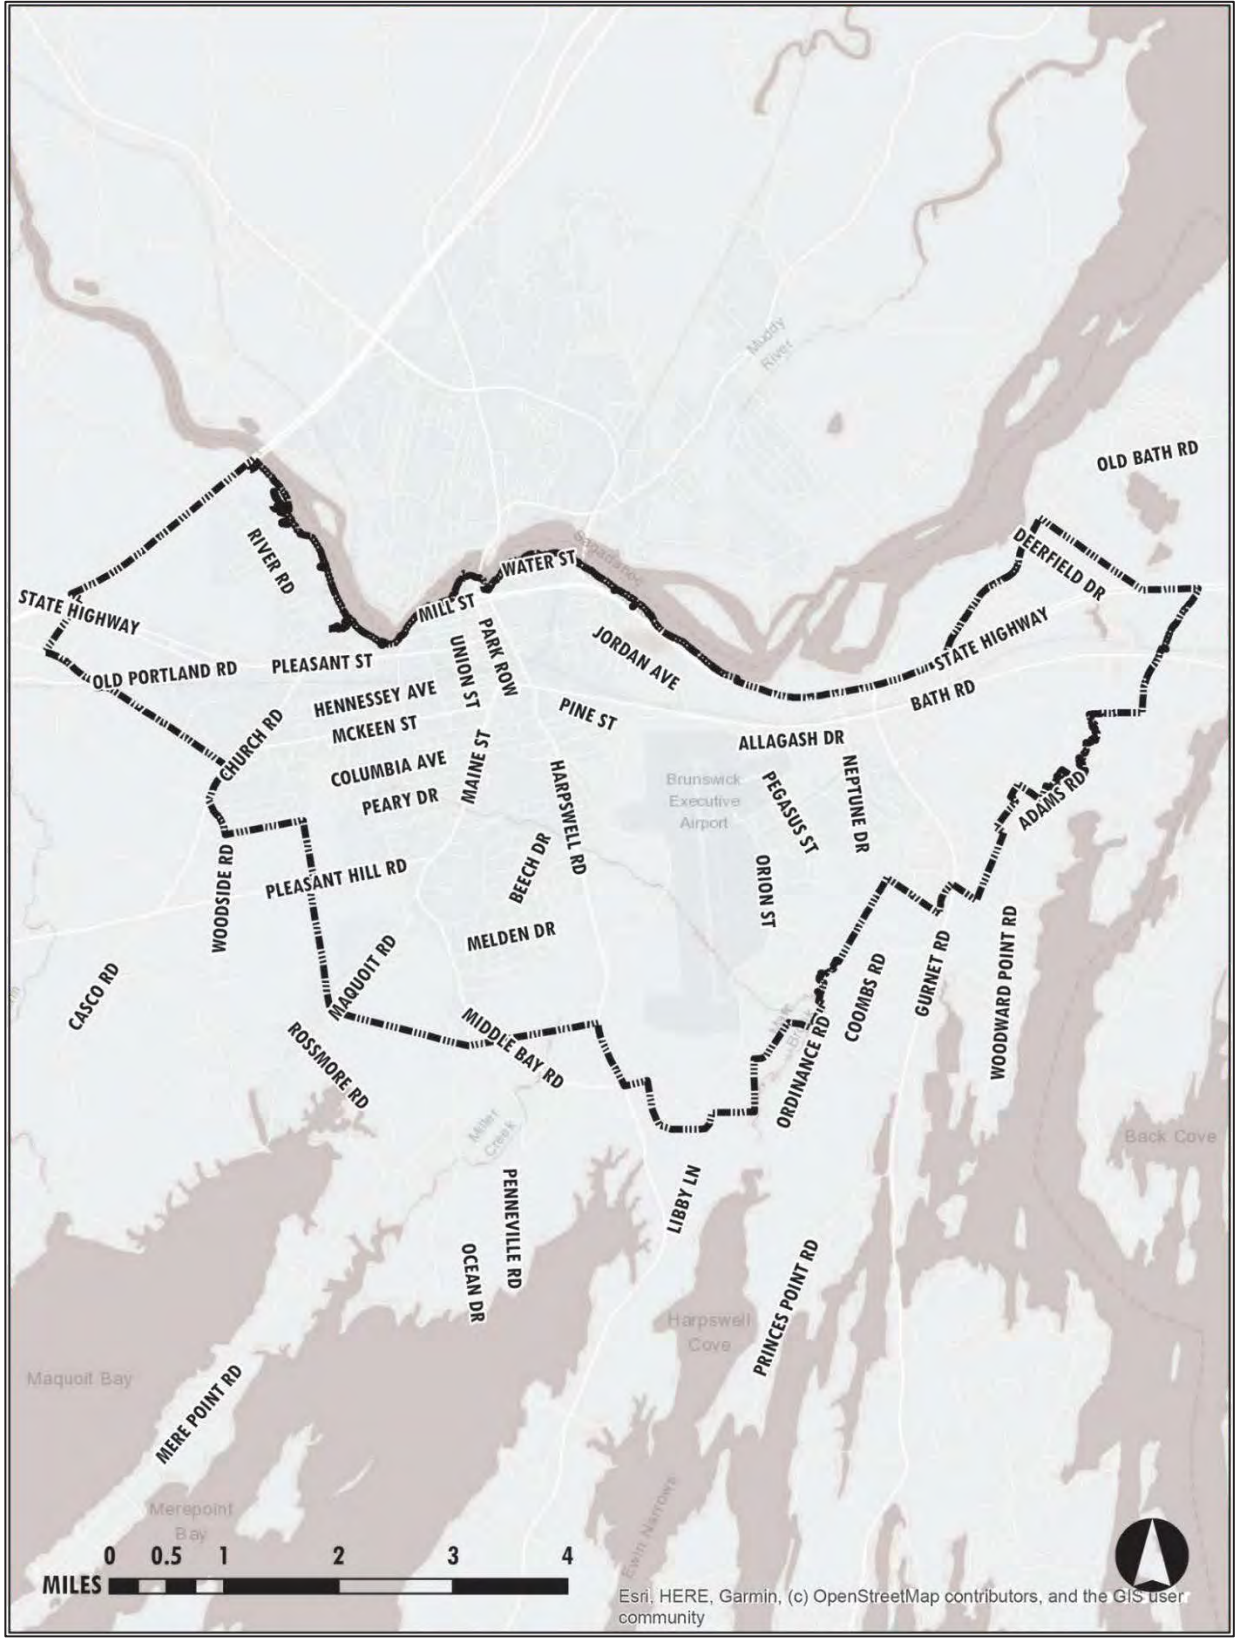 Muddy
River
OLD BATH RD
DEERFIELD DR
WATER ST
RIVER RD
STATE HIGHWAY
MILL ST
STATE HIGHWAY
JORDAN AVE
PARK ROW
UNION ST
OLD PORTLAND RD
PLEASANT ST
HENNESSEY AVE
BATH RD
PINE ST
MCKEEN ST
CHURCH RD
ALLAGASH DR
COLUMBIA AVE
MAINE ST
Brunswick
Executive
Airport
PEARY DR
HARPSWELL RD
PEGASUS ST
NEPTUNE DR
ADAMS RD
BEECH DR
PLEASANT HILL RD
WOODSIDE RD
ORION ST
MELDEN DR
MAQUOIT RD
CASCO RD
COOMBS RD
GURNET RD
WOODWARD POINT RD
MIDDLE BAY RD
ROSSMORE RD
ORDINANCE RD
Miller
Creek
Back Cove
LIBBY LN
PENNEVILLE RD
OCEAN DR
PRINCES POINT RD
Harpswell
Cove
Maquoit Bay
MERE POINT RD
Merepoint
Bay
Ewin Narrows
0 0.5 1 2 3 4
MILES
Esri, HERE, Garmin, (c) OpenStreetMap contributors, and the GIS user
community